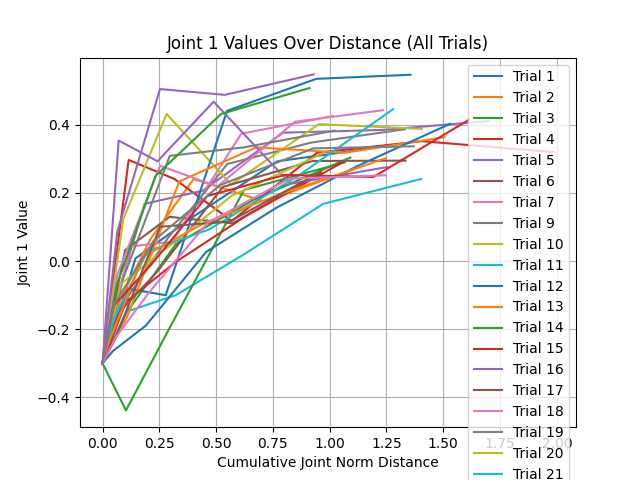 Joint 1 Values Over Distance (All Trials)
Joint 1 Value
0.4
0.2
0.0
−0.2
−0.4
0.00
0.25
0.50
0.75
1.00
1.25
1.50
1.75
2.00
Cumulative Joint Norm Distance
Trial 1
Trial 2
Trial 3
Trial 4
Trial 5
Trial 6
Trial 7
Trial 9
Trial 10
Trial 11
Trial 12
Trial 13
Trial 14
Trial 15
Trial 16
Trial 17
Trial 18
Trial 19
Trial 20
Trial 21